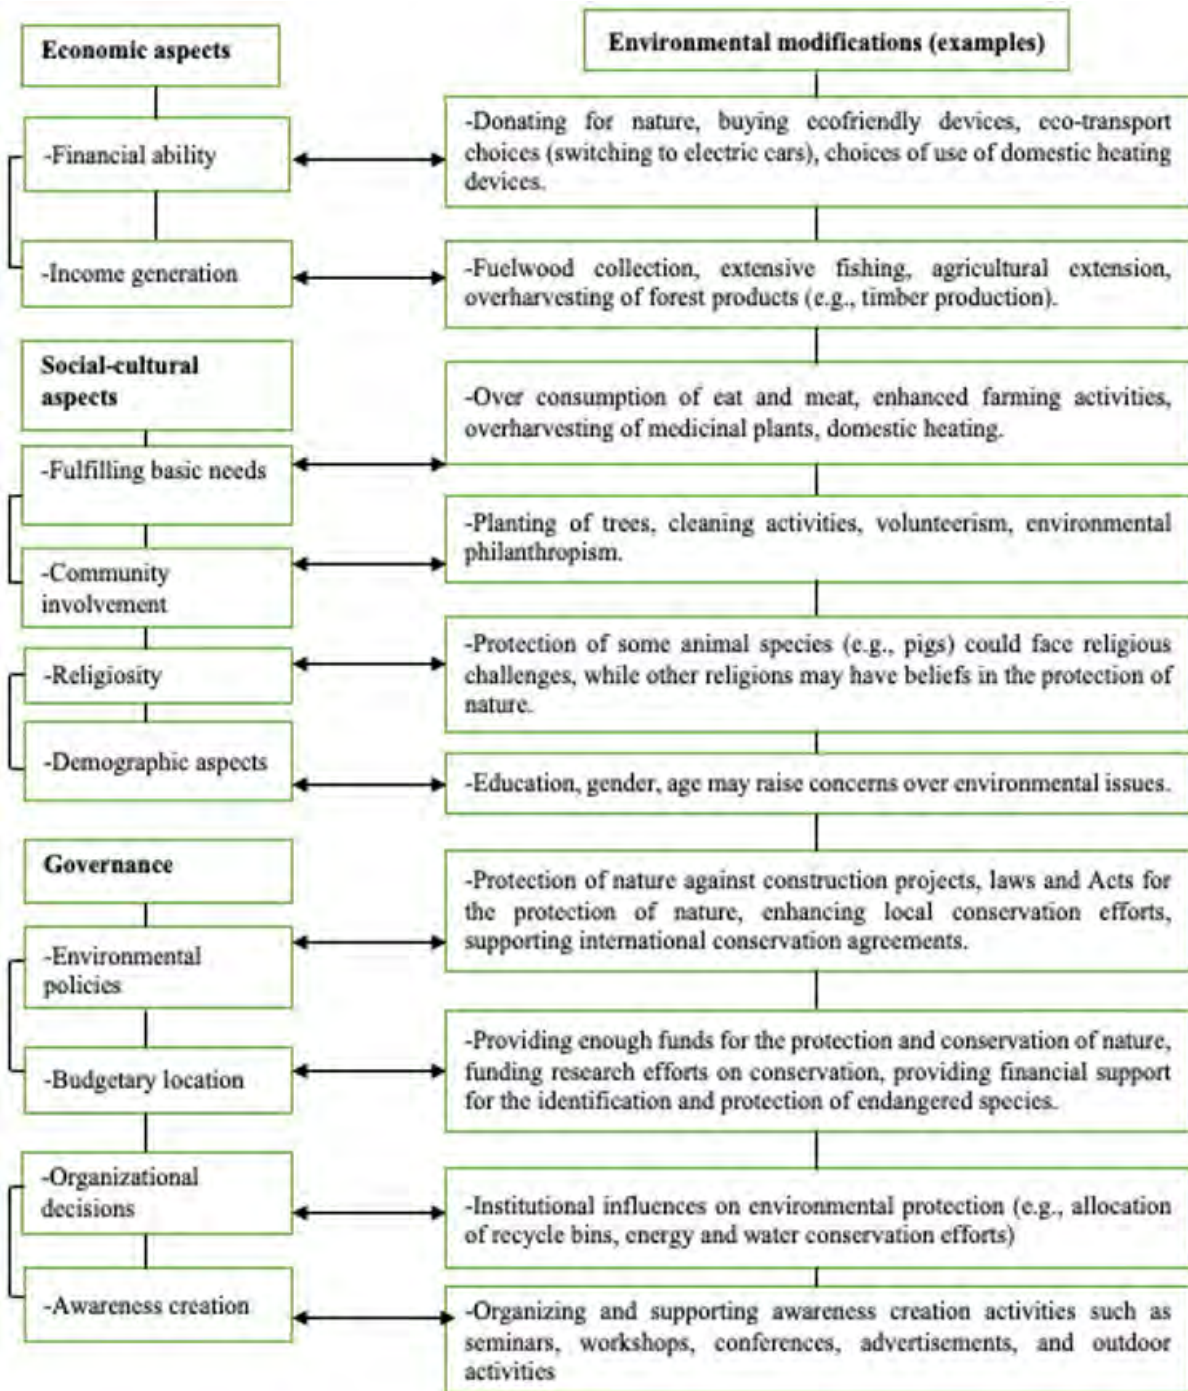 Economic aspects
-Financial ability
-Income generation
Social-cultural
aspects
-Fulfilling basic needs
-Community
involvement
-Religiosity
-Demographic aspects
Governance
-Environmental
policies
-Budgetary location
-Organizational
decisions
-Awareness creation
Environmental modifications (examples)
-Donating for nature, buying ecofriendly devices, eco-transport
choices (switching to electric cars), choices of use of domestic heating
devices.
-Fuelwood collection, extensive fishing, agricultural extension,
overharvesting of forest products (e.g., timber production).
-Over consumption of eat and meat, enhanced farming activities,
overharvesting of medicinal plants, domestic heating.
-Planting of trees, cleaning activities, volunteerism, environmental
philanthropism.
-Protection of some animal species (e.g., pigs) could face religious
challenges, while other religions may have beliefs in the protection of
nature.
-Education, gender, age may raise concerns over environmental issues.
-Protection of nature against construction projects, laws and Acts for
the protection of nature, enhancing local conservation efforts,
supporting international conservation agreements.
-Providing enough funds for the protection and conservation of nature,
funding research efforts on conservation, providing financial support
for the identification and protection of endangered species.
-Institutional influences on environmental protection (e.g., allocation
of recycle bins, energy and water conservation efforts)
-Organizing and supporting awareness creation activities such as
seminars, workshops, conferences, advertisements, and outdoor
activities